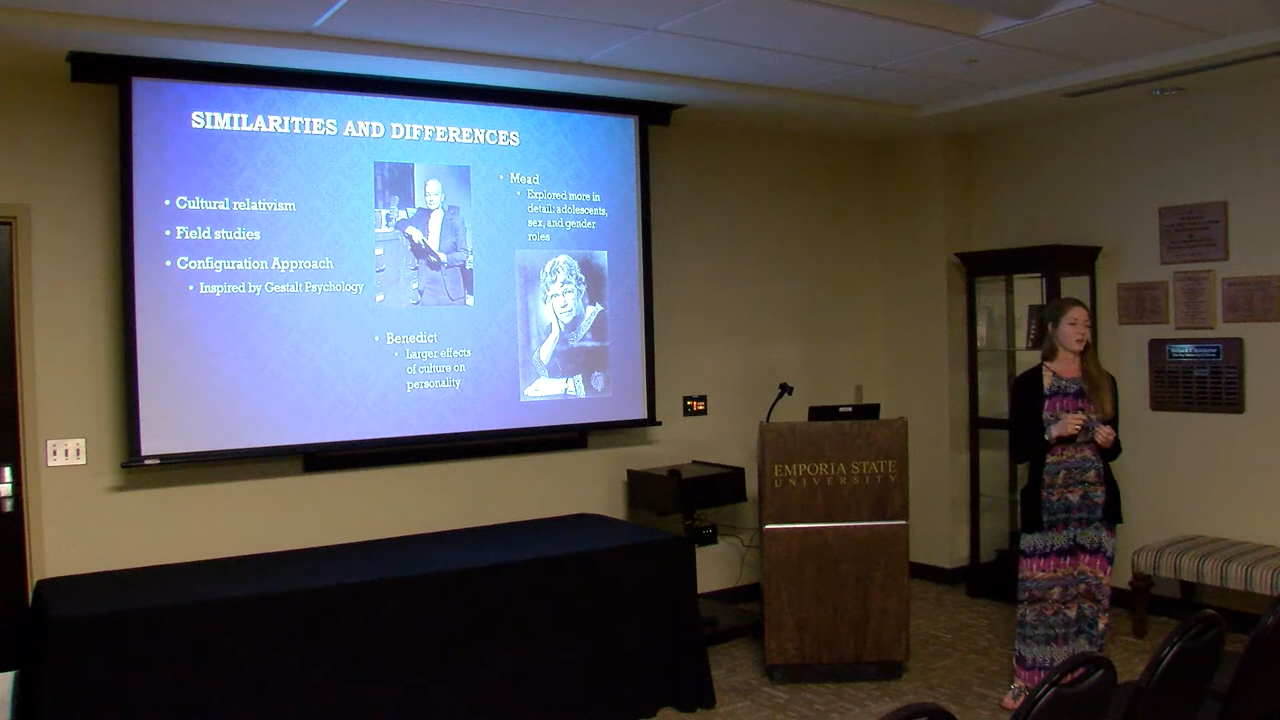 SIMILARITIES AND DIFFERENCES
• Cultural relativism
• Field studies
• Configuration Approach
• Inspired by Gestalt Psychology
• Benedict
• Larger effects
of culture on
personality
• Mead
• Explored more in
detail: adolescents,
sex, and gender
roles
EMPORIA STATE
UNIVERSITY